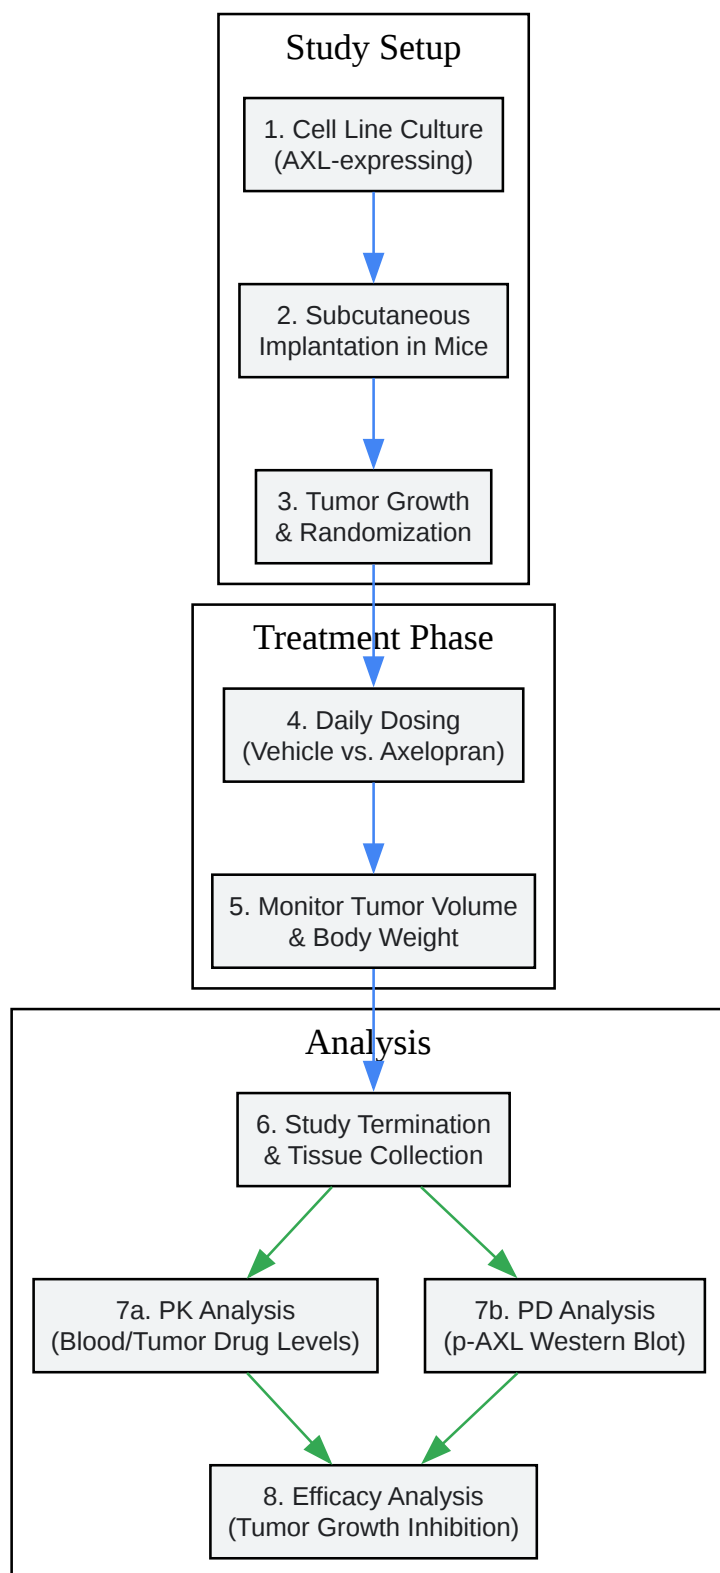 Study Setup
1. Cell Line Culture
(AXL-expressing)
2. Subcutaneous
Implantation in Mice
3. Tumor Growth
& Randomization
Treatment Phase
4. Daily Dosing
(Vehicle vs. Axelopran)
5. Monitor Tumor Volume
& Body Weight
Analysis
6. Study Termination
& Tissue Collection
7a. PK Analysis
(Blood/Tumor Drug Levels)
7b. PD Analysis
(p-AXL Western Blot)
8. Efficacy Analysis
(Tumor Growth Inhibition)